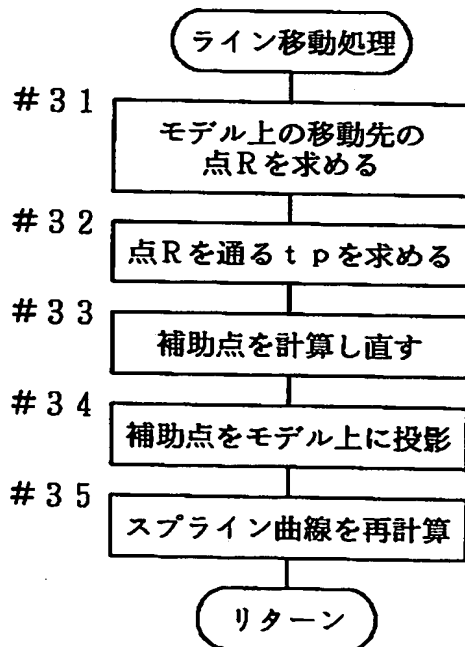 ライン移動処理
#31
モデル上の移動先の
点Rを求める
#32
点Rを通るtpを求める
#33
補助点を計算し直す
#34
補助点をモデル上に投影
#35
スプライン曲線を再計算
リターン